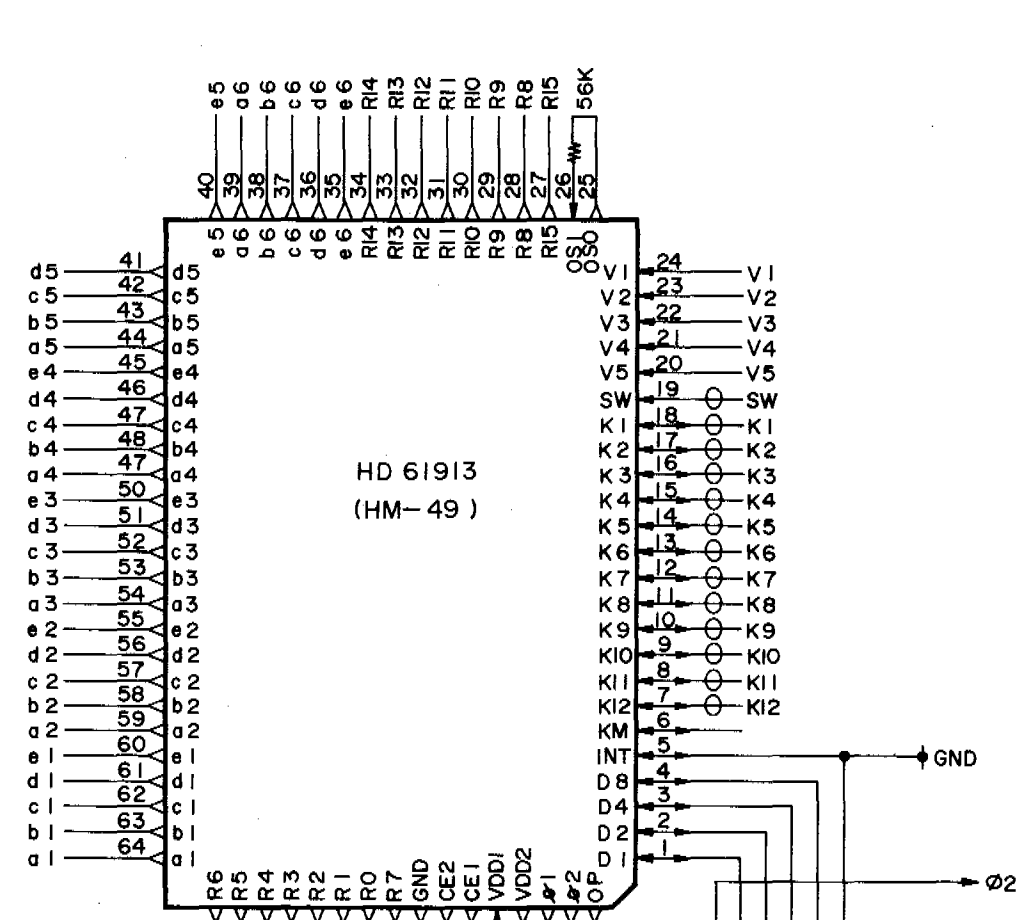 e5 a6 b6 c6 d6 e6 R14 R13 R12 R11 R10 R9 R8 R15 56K
40 39 38 37 36 35 34 33 32 31 30 29 28 27 26 25
e5 a6 b6 c6 d6 e6 R14 R13 R12 R11 R10 R9 R8 R15 OSI OSO
d5 41 d5 V1 24 V1
c5 42 c5 V2 23 V2
b5 43 b5 V3 22 V3
a5 44 a5 V4 21 V4
e4 45 e4 V5 20 V5
d4 46 d4 SW 19 SW
c4 47 c4 K1 18 K1
b4 48 b4 K2 17 K2
a4 47 a4 K3 16 K3
HD 61913
(HM-49)
e3 50 e3 K4 15 K4
d3 51 d3 K5 14 K5
c3 52 c3 K6 13 K6
b3 53 b3 K7 12 K7
a3 54 a3 K8 11 K8
e2 55 e2 K9 10 K9
d2 56 d2 K10 9 K10
c2 57 c2 K11 8 K11
b2 58 b2 K12 7 K12
a2 59 a2 KM 6
e1 60 e1 INT 5 GND
d1 61 d1 D8 4
c1 62 c1 D4 3
b1 63 b1 D2 2
a1 64 a1 D1 1
R6 R5 R4 R3 R2 R1 R0 R7 GND CE2 CE1 VDD1 VDD2 ø1 ø2 OP
Ø2